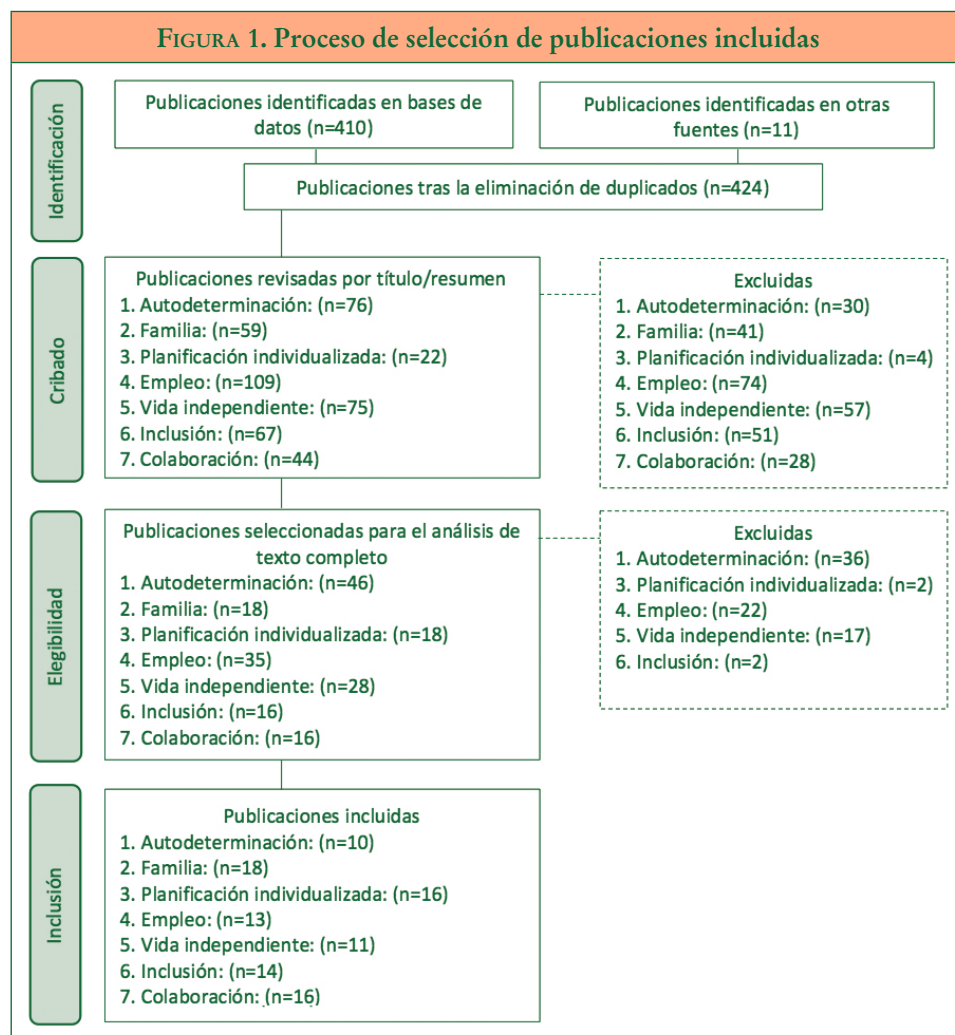 FIGURA 1. Proceso de selección de publicaciones incluidas
Identificación
Publicaciones identificadas en bases de
datos (n=410)
Publicaciones identificadas en otras
fuentes (n=11)
Publicaciones tras la eliminación de duplicados (n=424)
Cribado
Publicaciones revisadas por título/resumen
1. Autodeterminación: (n=76)
2. Familia: (n=59)
3. Planificación individualizada: (n=22)
4. Empleo: (n=109)
5. Vida independiente: (n=75)
6. Inclusión: (n=67)
7. Colaboración: (n=44)
Excluidas
1. Autodeterminación: (n=30)
2. Familia: (n=41)
3. Planificación individualizada: (n=4)
4. Empleo: (n=74)
5. Vida independiente: (n=57)
6. Inclusión: (n=51)
7. Colaboración: (n=28)
Elegibilidad
Publicaciones seleccionadas para el análisis de
texto completo
1. Autodeterminación: (n=46)
2. Familia: (n=18)
3. Planificación individualizada: (n=18)
4. Empleo: (n=35)
5. Vida independiente: (n=28)
6. Inclusión: (n=16)
7. Colaboración: (n=16)
Excluidas
1. Autodeterminación: (n=36)
3. Planificación individualizada: (n=2)
4. Empleo: (n=22)
5. Vida independiente: (n=17)
6. Inclusión: (n=2)
Inclusión
Publicaciones incluidas
1. Autodeterminación: (n=10)
2. Familia: (n=18)
3. Planificación individualizada: (n=16)
4. Empleo: (n=13)
5. Vida independiente: (n=11)
6. Inclusión: (n=14)
7. Colaboración: (n=16)